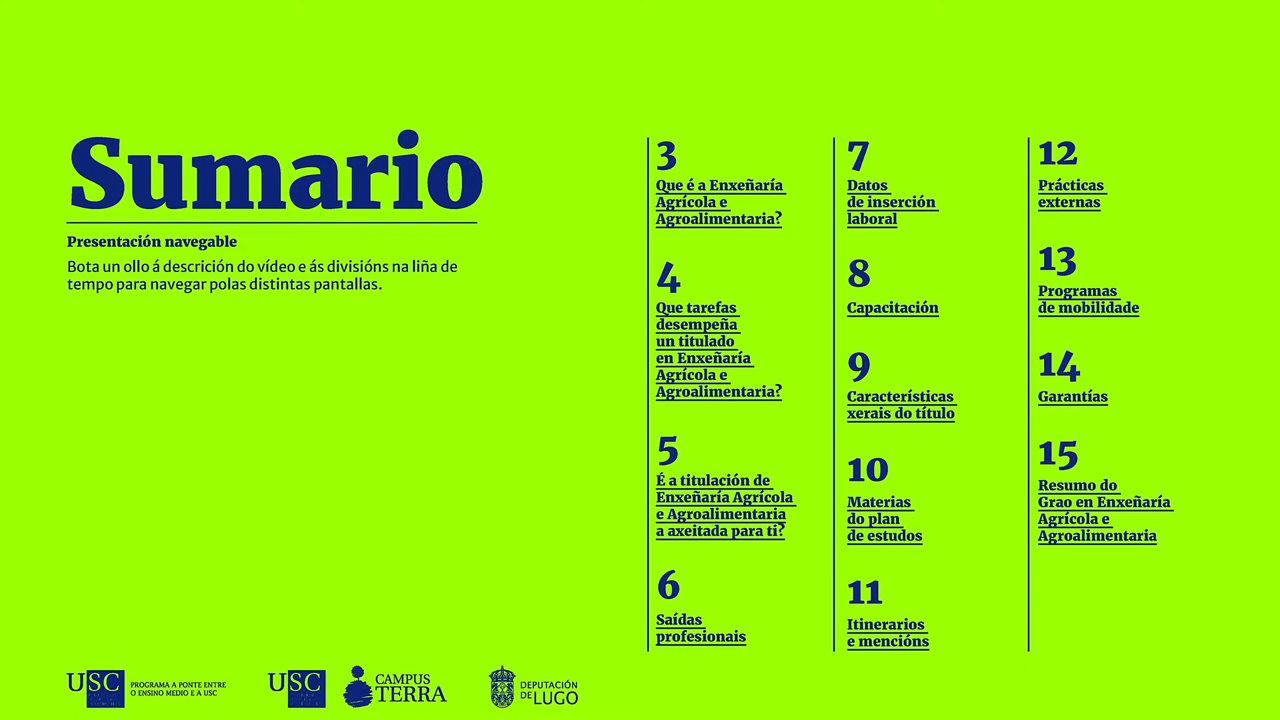 Sumario
Presentación navegable
Bota un ollo á descrición do vídeo e ás divisións na liña de
tempo para navegar polas distintas pantallas.
3
Que é a Enxeñaría
Agrícola e
Agroalimentaria?
4
Que tarefas
desempeña
un titulado
en Enxeñaría
Agrícola e
Agroalimentaria?
5
É a titulación de
Enxeñaría Agrícola
e Agroalimentaria
a axeitada para ti?
6
Saídas
profesionais
7
Datos
de inserción
laboral
8
Capacitación
9
Características
xerais do título
10
Materias
do plan
de estudos
11
Itinerarios
e mencións
12
Prácticas
externas
13
Programas
de mobilidade
14
Garantías
15
Resumo do
Grao en Enxeñaría
Agrícola e
Agroalimentaria
USC
PROGRAMA A PONTE ENTRE
O ENSINO MEDIO E A USC
USC
CAMPUS
TERRA
DEPUTACIÓN
DE LUGO